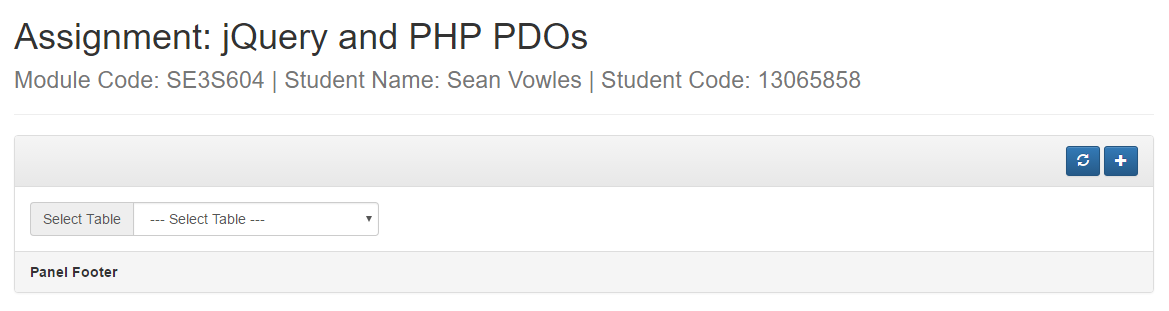 Assignment: jQuery and PHP PDOs
Module Code: SE3S604 | Student Name: Sean Vowles | Student Code: 13065858
Select Table --- Select Table ---
Panel Footer